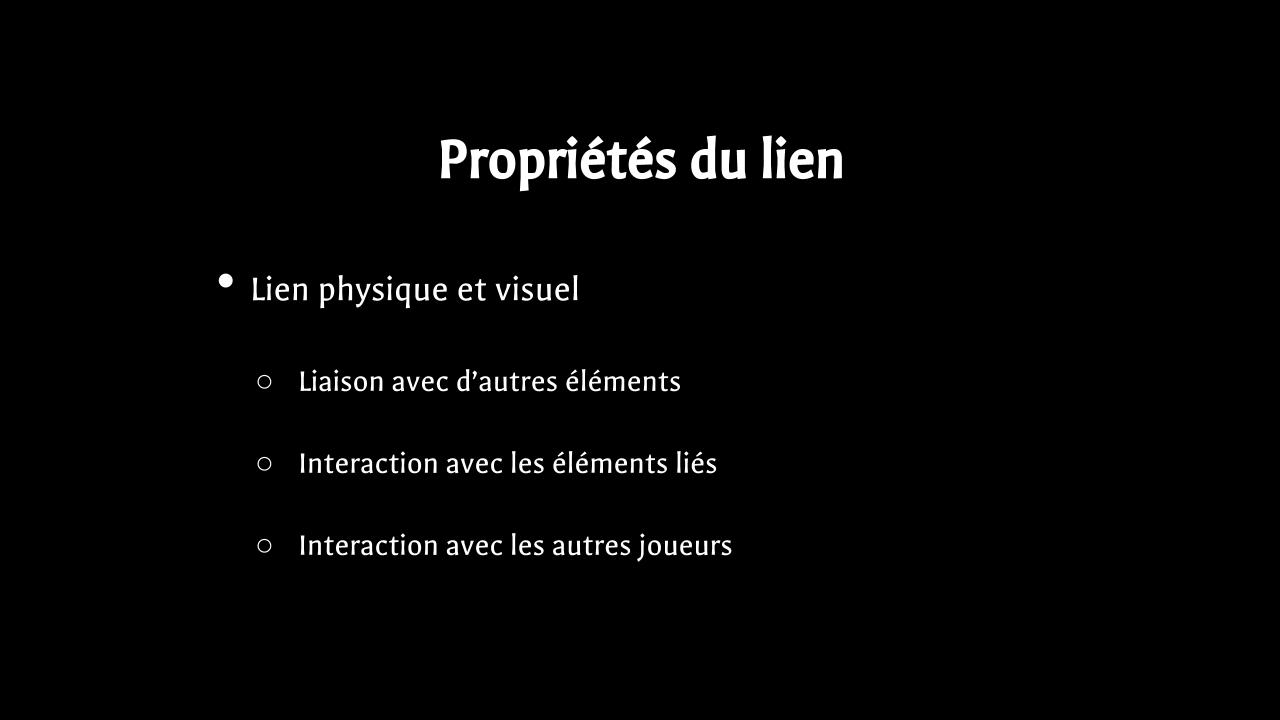 Propriétés du lien
• Lien physique et visuel
○ Liaison avec d’autres éléments
○ Interaction avec les éléments liés
○ Interaction avec les autres joueurs